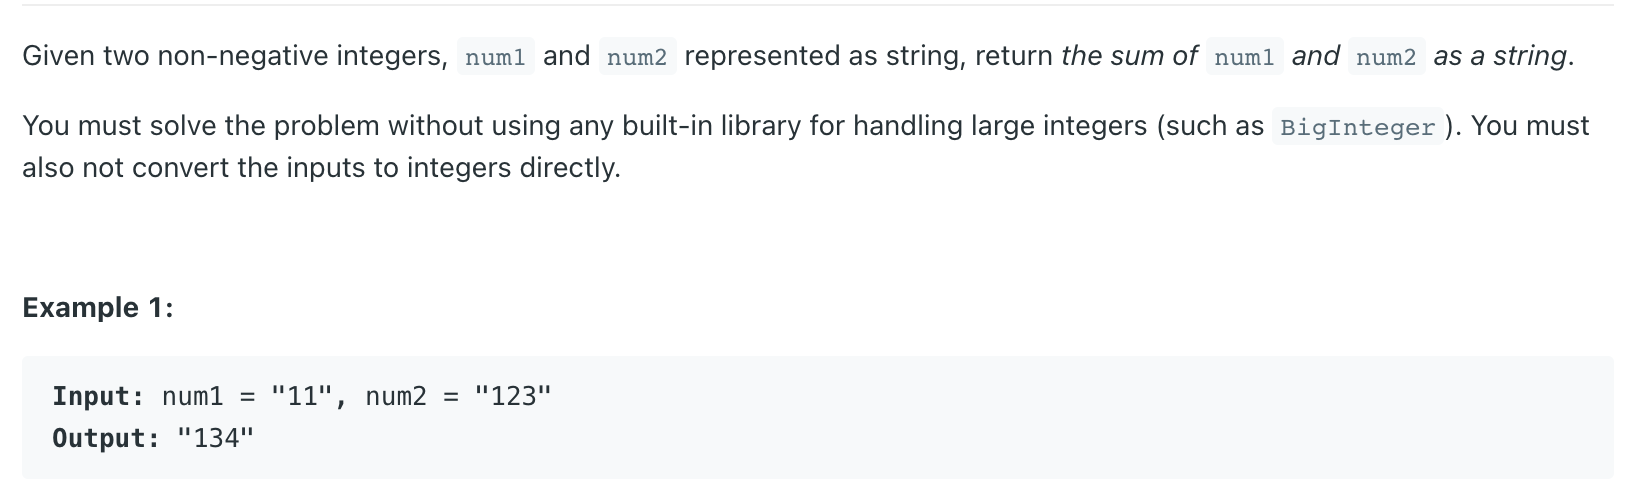 Given two non-negative integers, num1 and num2 represented as string, return the sum of num1 and num2 as a string.
You must solve the problem without using any built-in library for handling large integers (such as BigInteger). You must
also not convert the inputs to integers directly.
Example 1:
Input: num1 = "11", num2 = "123"
Output: "134"